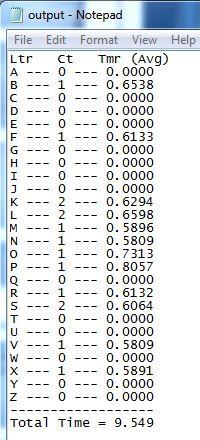 output - Notepad
File Edit Format View Help
Ltr Ct Tmr (Avg)
A --- 0 --- 0.0000
B --- 1 --- 0.6538
C --- 0 --- 0.0000
D --- 0 --- 0.0000
E --- 0 --- 0.0000
F --- 1 --- 0.6133
G --- 0 --- 0.0000
H --- 0 --- 0.0000
I --- 0 --- 0.0000
J --- 0 --- 0.0000
K --- 2 --- 0.6294
L --- 2 --- 0.6598
M --- 1 --- 0.5896
N --- 1 --- 0.5809
O --- 1 --- 0.7313
P --- 1 --- 0.8057
Q --- 0 --- 0.0000
R --- 1 --- 0.6132
S --- 2 --- 0.6064
T --- 0 --- 0.0000
U --- 0 --- 0.0000
V --- 1 --- 0.5809
W --- 0 --- 0.0000
X --- 1 --- 0.5891
Y --- 0 --- 0.0000
Z --- 0 --- 0.0000
--------------------
Total Time = 9.549